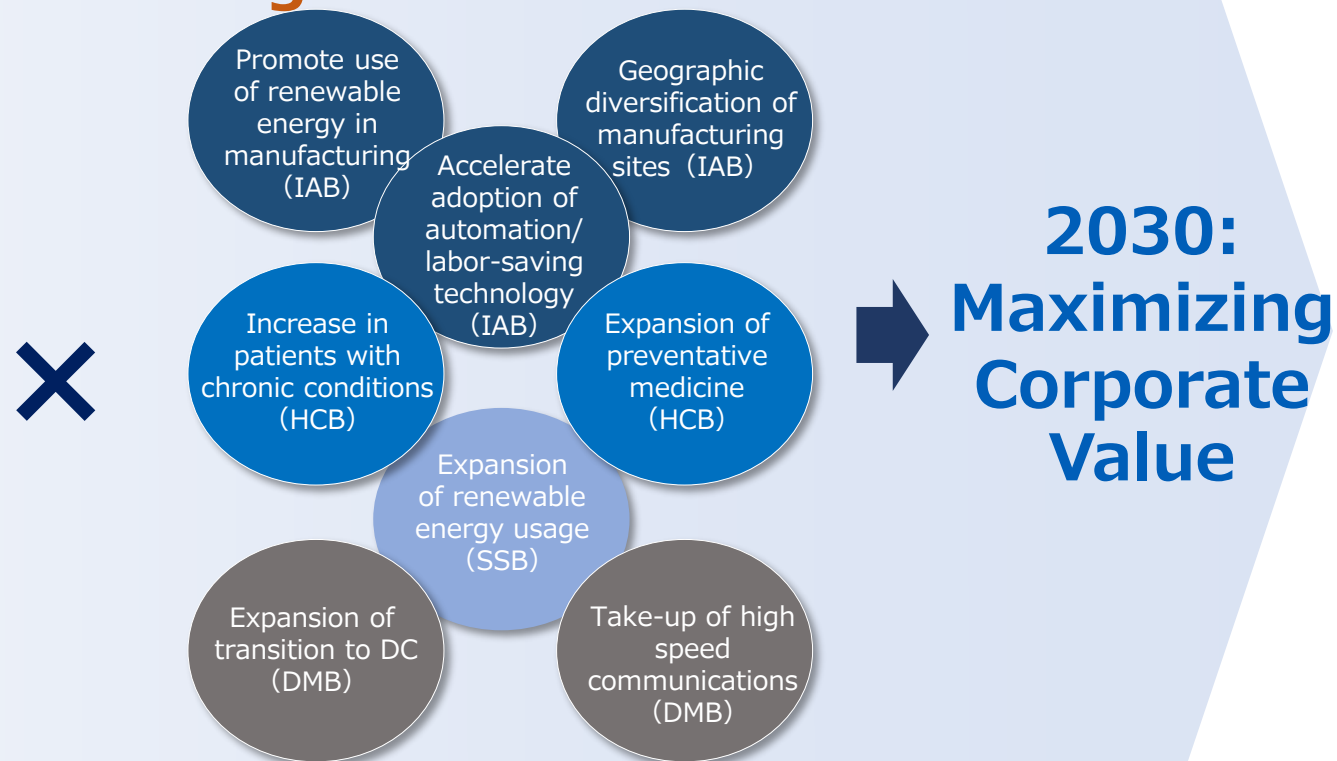 Promote use
of renewable
energy in
manufacturing
（IAB）
Geographic
diversification of
manufacturing
sites（IAB）
Accelerate
adoption of
automation/
labor-saving
technology
（IAB）
Increase in
patients with
chronic conditions
（HCB）
Expansion of
preventative
medicine
（HCB）
Expansion
of renewable
energy usage
（SSB）
Expansion of
transition to DC
（DMB）
Take-up of high
speed
communications
（DMB）
×
2030:
Maximizing
Corporate
Value